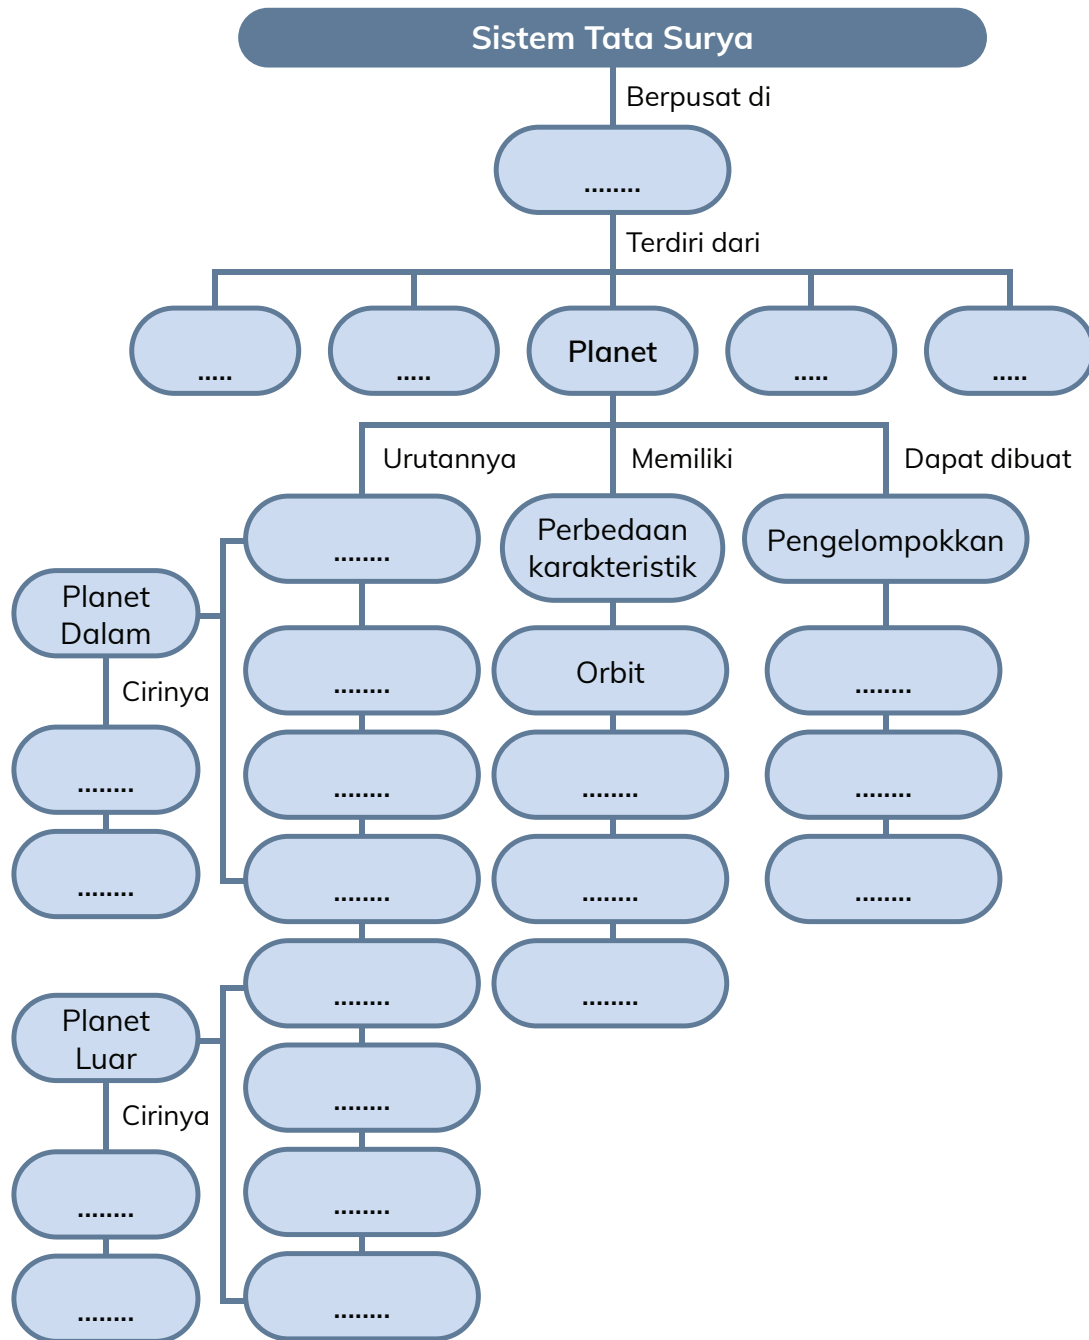 Sistem Tata Surya
Berpusat di
........
Terdiri dari
.....
.....
Planet
.....
.....
Urutannya
Memiliki
Dapat dibuat
........
Perbedaan
karakteristik
Pengelompokkan
Planet
Dalam
Cirinya
........
Orbit
........
........
........
........
........
........
........
........
........
Planet
Luar
Cirinya
........
........
........
........
........
........
........